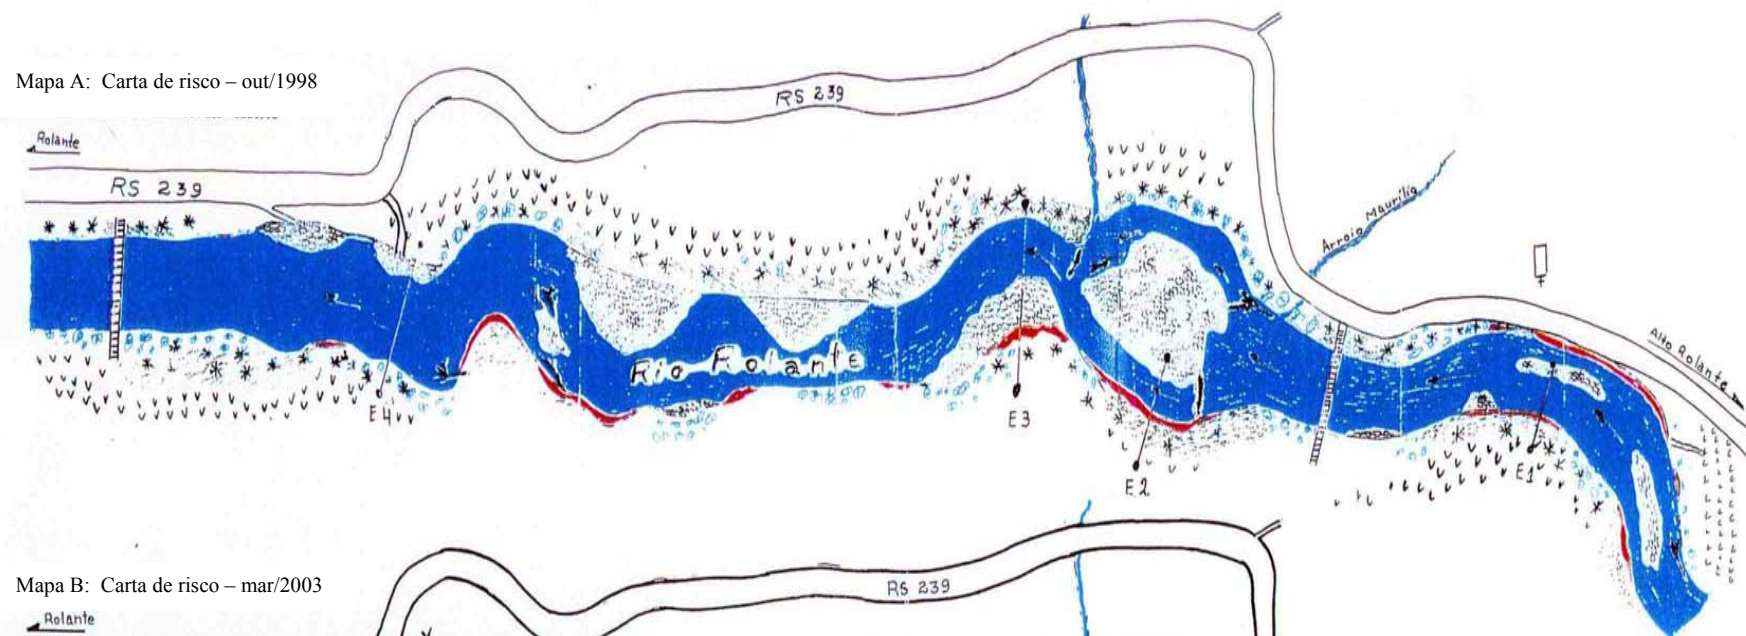 Mapa A: Carta de risco – out/1998
RS 239
Rolante
RS 239
Arroio Maurílio
Alto Rolante
Rio Rolante
E4
E3
E2
E1
Mapa B: Carta de risco – mar/2003
RS 239
Rolante